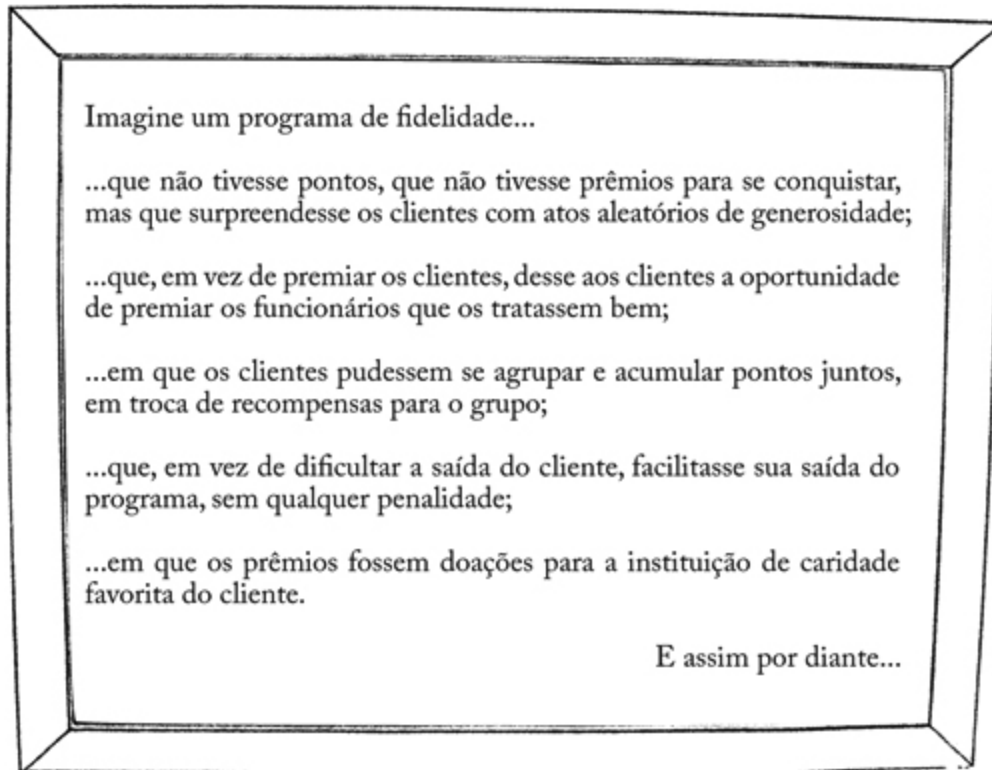 Imagine um programa de fidelidade...
...que não tivesse pontos, que não tivesse prêmios para se conquistar,
mas que surpreendesse os clientes com atos aleatórios de generosidade;
...que, em vez de premiar os clientes, desse aos clientes a oportunidade
de premiar os funcionários que os tratassem bem;
...em que os clientes pudessem se agrupar e acumular pontos juntos,
em troca de recompensas para o grupo;
...que, em vez de dificultar a saída do cliente, facilitasse sua saída do
programa, sem qualquer penalidade;
...em que os prêmios fossem doações para a instituição de caridade
favorita do cliente.
E assim por diante...